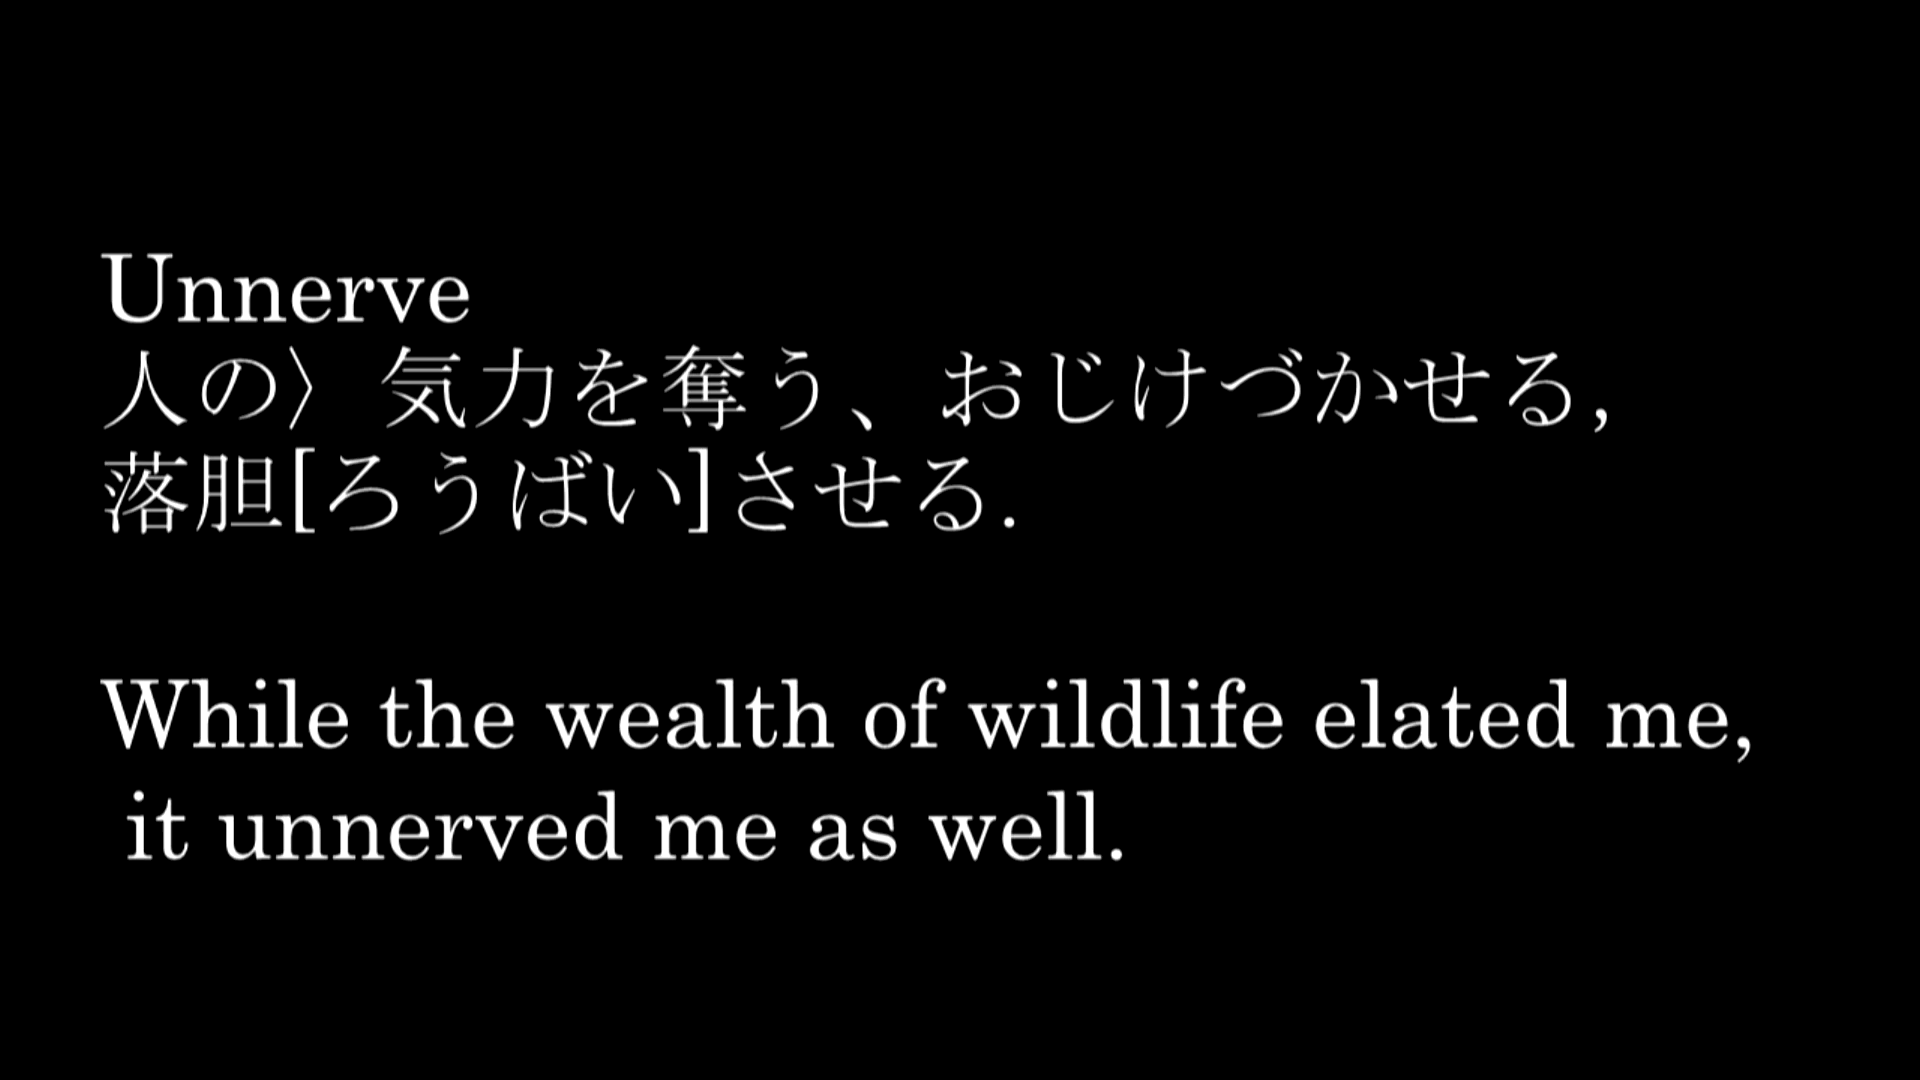 Unnerve
人の〉気力を奪う、おじけづかせる,
落胆[ろうばい]させる.
While the wealth of wildlife elated me,
it unnerved me as well.